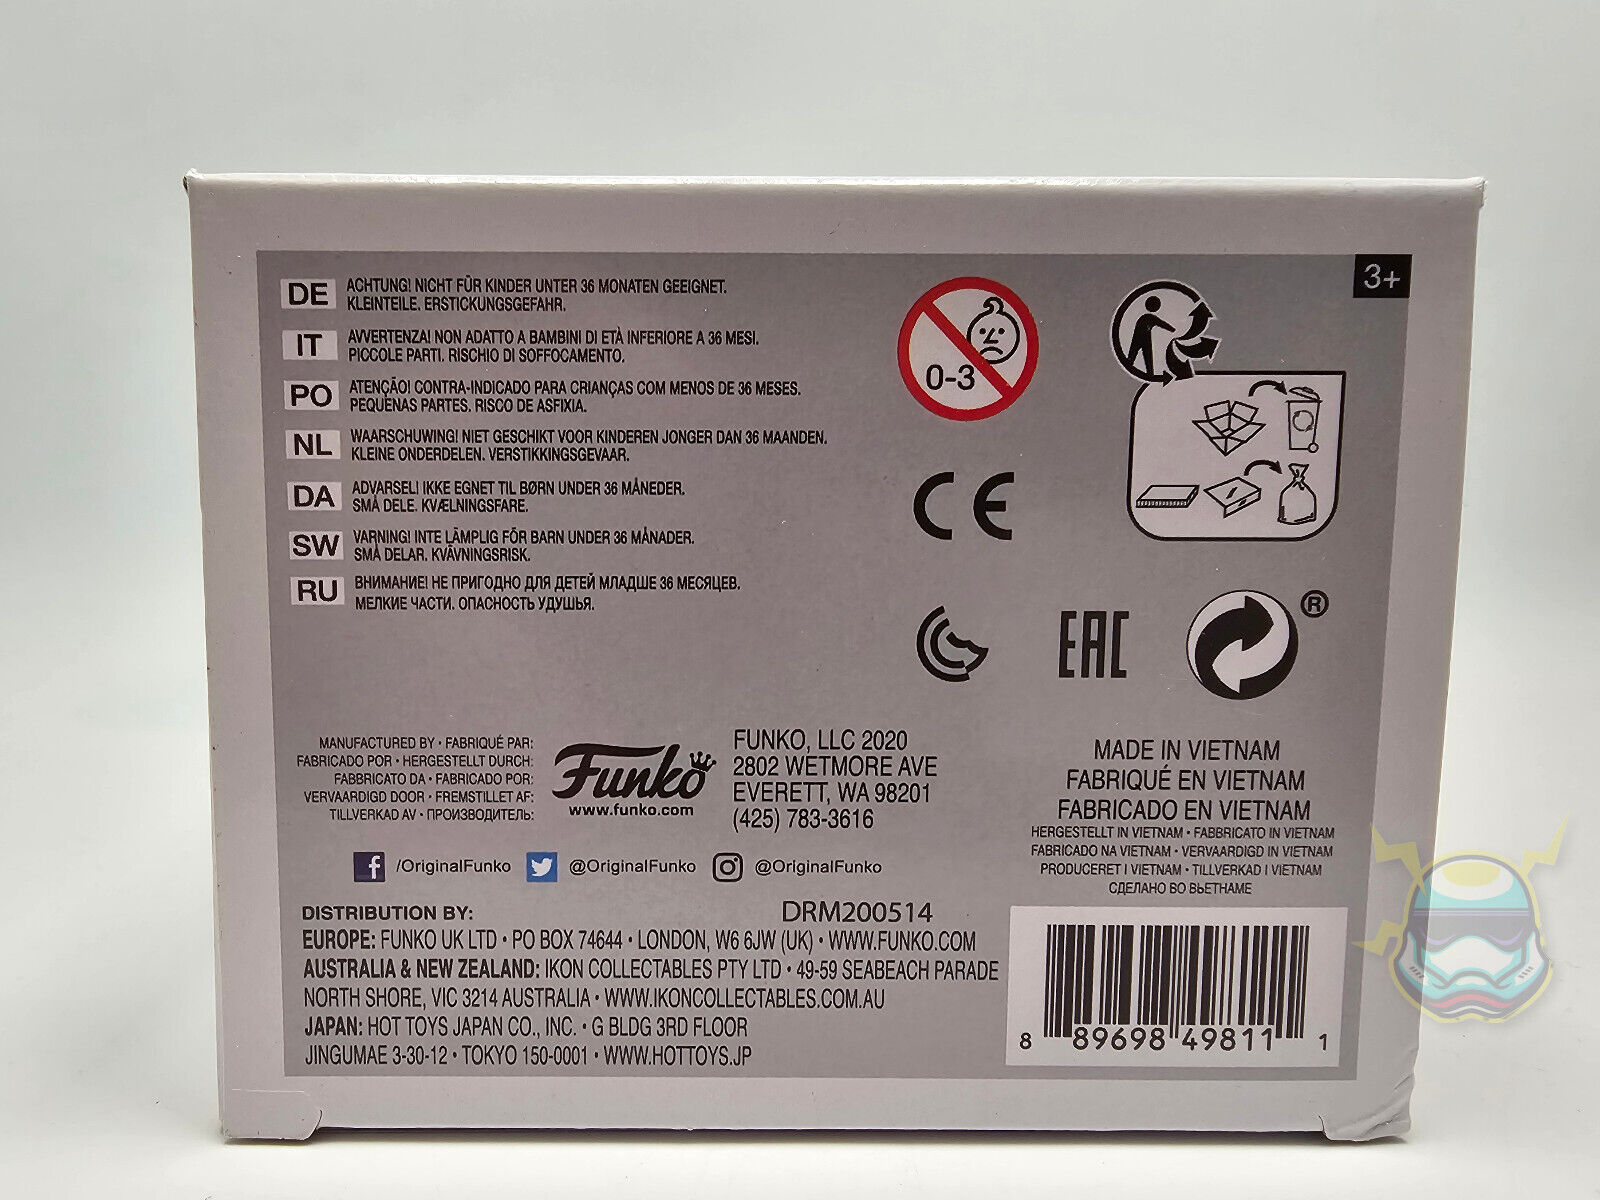 3+
DE
ACHTUNG! NICHT FÜR KINDER UNTER 36 MONATEN GEEIGNET.
KLEINTEILE. ERSTICKUNGSGEFAHR.
IT
AVVERTENZA! NON ADATTO A BAMBINI DI ETÀ INFERIORE A 36 MESI.
PICCOLE PARTI. RISCHIO DI SOFFOCAMENTO.
PO
ATENÇÃO! CONTRA-INDICADO PARA CRIANÇAS COM MENOS DE 36 MESES.
PEQUENAS PARTES. RISCO DE ASFIXIA.
NL
WAARSCHUWING! NIET GESCHIKT VOOR KINDEREN JONGER DAN 36 MAANDEN.
KLEINE ONDERDELEN. VERSTIKKINGSGEVAAR.
DA
ADVARSEL! IKKE EGNET TIL BØRN UNDER 36 MÅNEDER.
SMÅ DELE. KVÆLNINGSFARE.
SW
VARNING! INTE LÄMPLIG FÖR BARN UNDER 36 MÅNADER.
SMÅ DELAR. KVÄVNINGSRISK.
RU
ВНИМАНИЕ! НЕ ПРИГОДНО ДЛЯ ДЕТЕЙ МЛАДШЕ 36 МЕСЯЦЕВ.
МЕЛКИЕ ЧАСТИ. ОПАСНОСТЬ УДУШЬЯ.
0-3
CE
EAC
®
MANUFACTURED BY • FABRIQUÉ PAR:
FABRICADO POR • HERGESTELLT DURCH:
FABBRICATO DA • FABRICADO POR:
VERVAARDIGD DOOR • FREMSTILLET AF:
TILLVERKAD AV • ПРОИЗВОДИТЕЛЬ:
Funko
www.funko.com
FUNKO, LLC 2020
2802 WETMORE AVE
EVERETT, WA 98201
(425) 783-3616
MADE IN VIETNAM
FABRIQUÉ EN VIETNAM
FABRICADO EN VIETNAM
HERGESTELLT IN VIETNAM • FABBRICATO IN VIETNAM
FABRICADO NA VIETNAM • VERVAARDIGD IN VIETNAM
PRODUCERET I VIETNAM • TILLVERKAD I VIETNAM
СДЕЛАНО ВО ВЬЕТНАМЕ
f /OriginalFunko @OriginalFunko @OriginalFunko
DISTRIBUTION BY:
DRM200514
EUROPE: FUNKO UK LTD • PO BOX 74644 • LONDON, W6 6JW (UK) • WWW.FUNKO.COM
AUSTRALIA & NEW ZEALAND: IKON COLLECTABLES PTY LTD • 49-59 SEABEACH PARADE
NORTH SHORE, VIC 3214 AUSTRALIA • WWW.IKONCOLLECTABLES.COM.AU
JAPAN: HOT TOYS JAPAN CO., INC. • G BLDG 3RD FLOOR
JINGUMAE 3-30-12 • TOKYO 150-0001 • WWW.HOTTOYS.JP
8 89698 49811 1